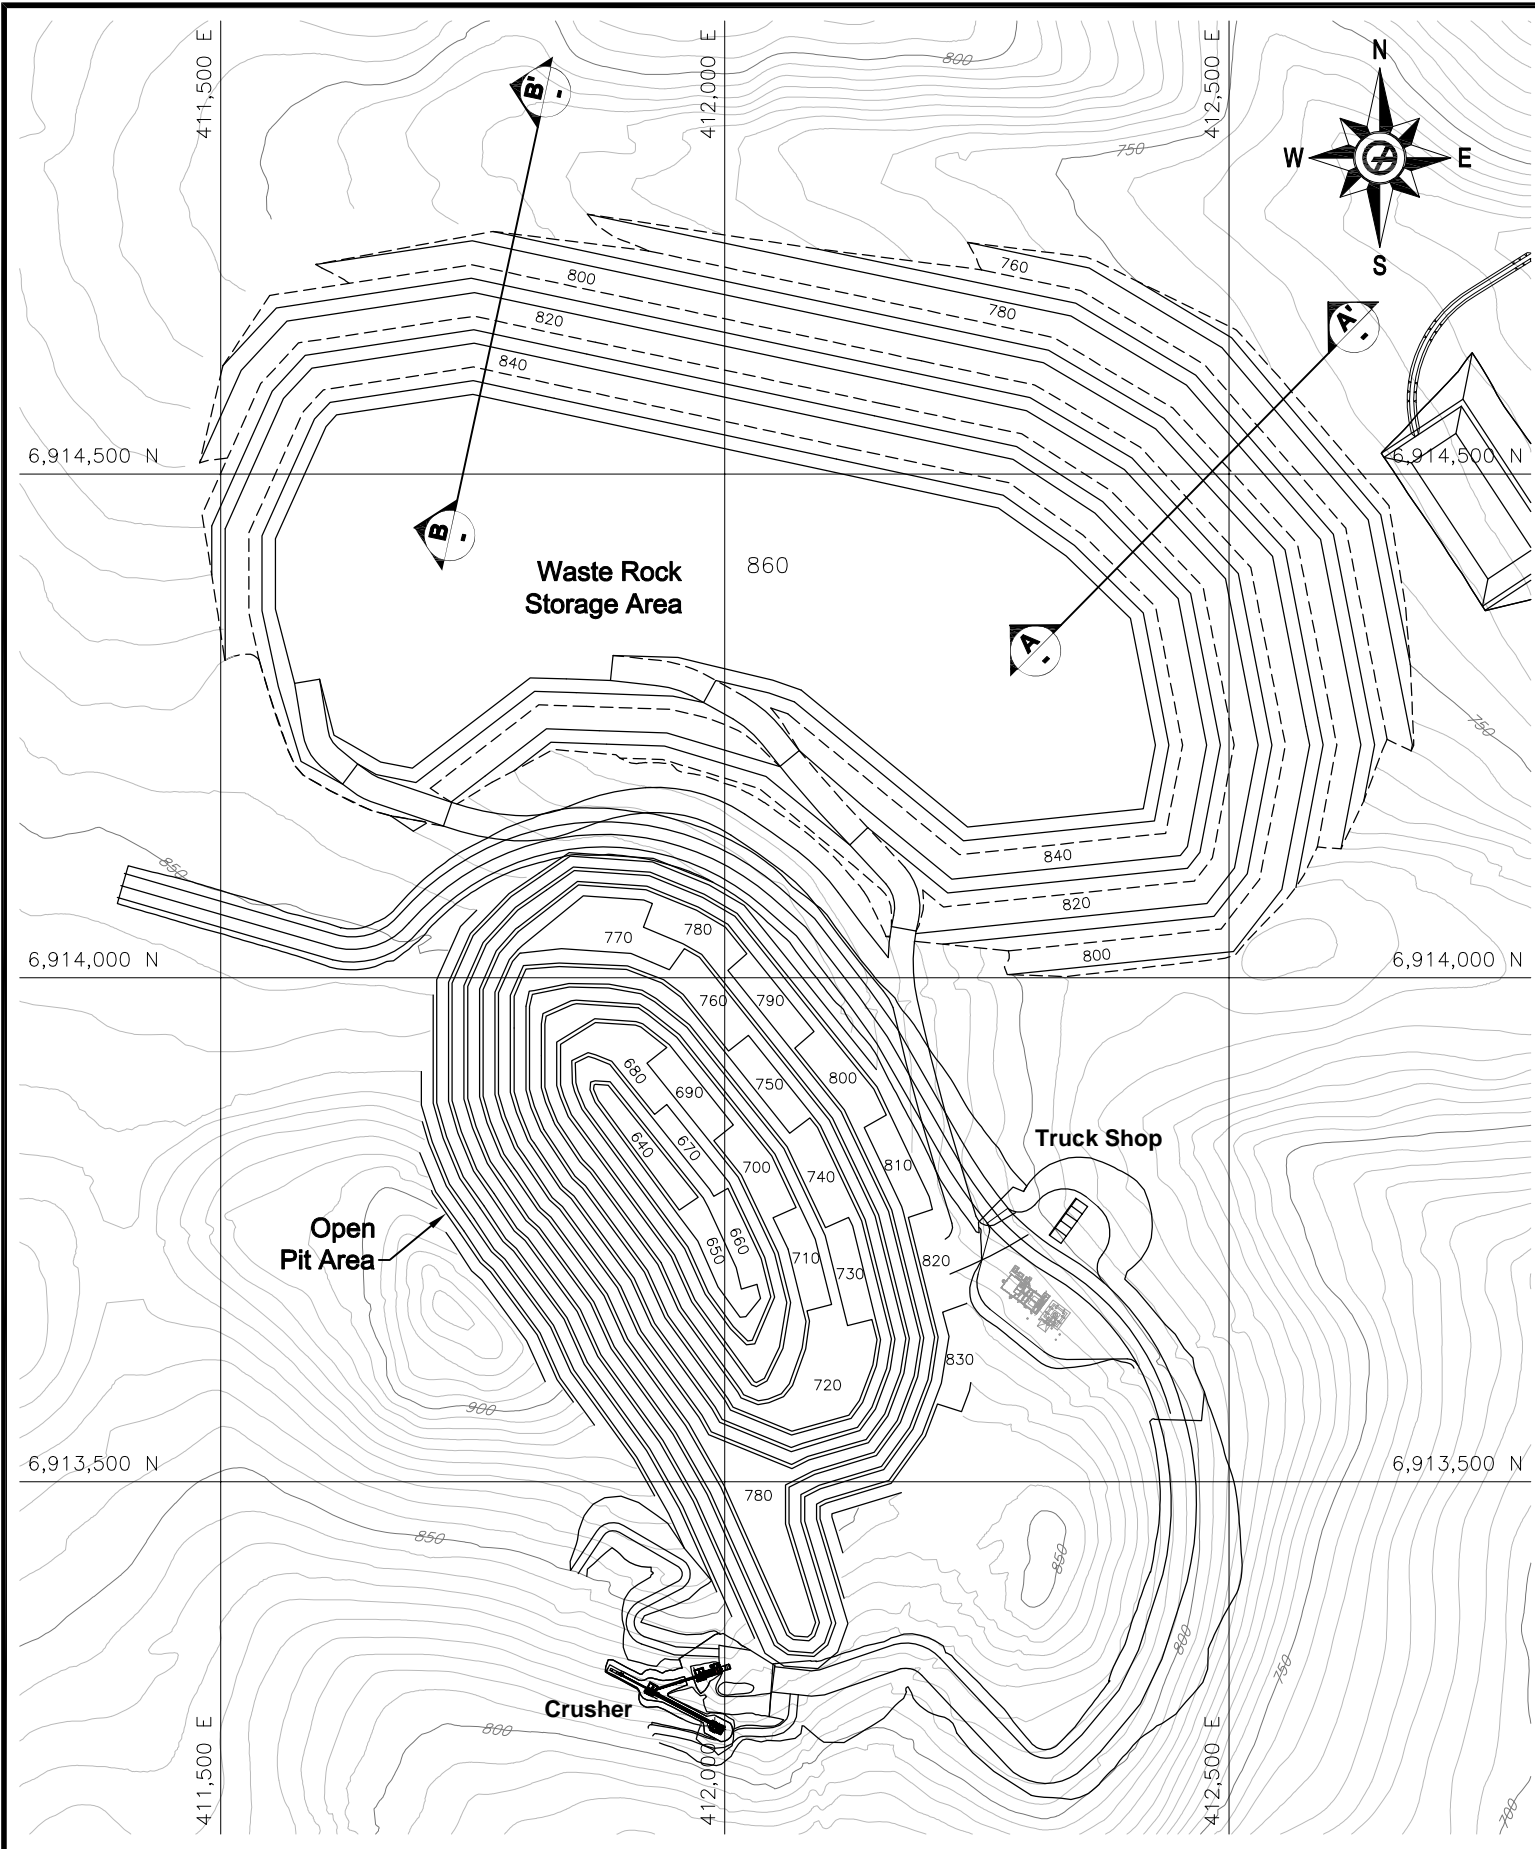 411,500 E
412,000 E
412,500 E
800
N
B'
-
750
W
E
S
760
800
780
820
A'
-
840
6,914,500 N
6,914,500 N
B
-
Waste Rock
Storage Area
860
A
-
750
840
850
820
800
780
770
6,914,000 N
6,914,000 N
760
790
680
690
750
800
640
670
700
740
810
Truck Shop
Open
Pit Area
650
660
710
730
820
830
720
900
6,913,500 N
6,913,500 N
780
850
850
800
750
Crusher
800
411,500 E
412,000 E
412,500 E
700